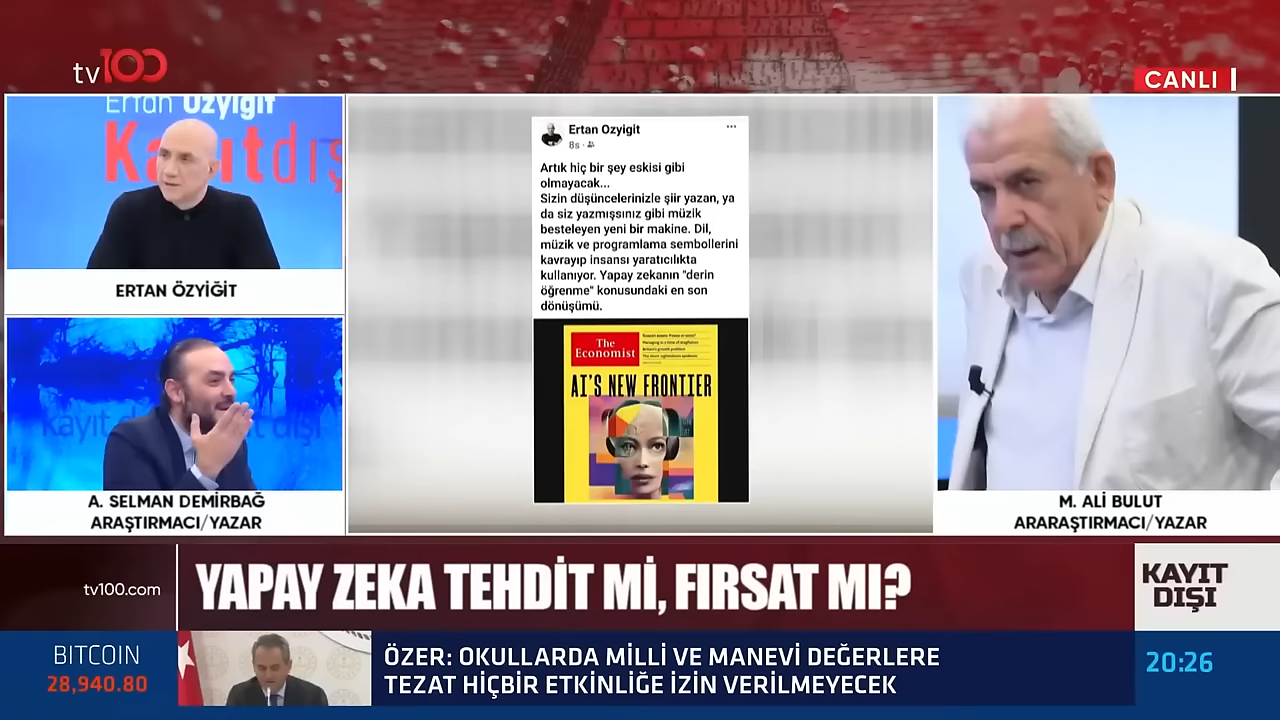 tv100
CANLI
Ertan Özyiğit
Kayıtdış
ERTAN ÖZYİĞİT
kayıt dışı
A. SELMAN DEMİRBAĞ
ARAŞTIRMACI/YAZAR
Ertan Ozyigit
8s
Artık hiç bir şey eskisi gibi
olmayacak...
Sizin düşüncelerinizle şiir yazan, ya
da siz yazmışsınız gibi müzik
besteleyen yeni bir makine. Dil,
müzik ve programlama sembollerini
kavrayıp insansı yaratıcılıkta
kullanıyor. Yapay zekanın "derin
öğrenme" konusundaki en son
dönüşümü.
The
Economist
AI'S NEW FRONTIER
M. ALİ BULUT
ARARAŞTIRMACI/YAZAR
tv100.com
YAPAY ZEKA TEHDİT Mİ, FIRSAT MI?
KAYIT
DIŞI
BITCOIN
28,940.80
ÖZER: OKULLARDA MİLLİ VE MANEVİ DEĞERLERE
TEZAT HİÇBİR ETKİNLİĞE İZİN VERİLMEYECEK
20:26